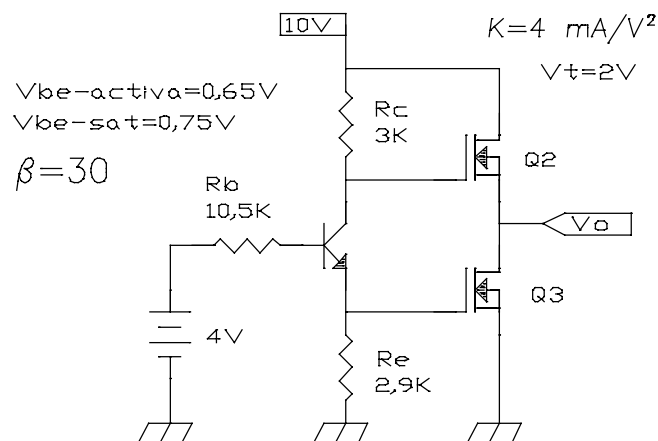 10V
K=4 mA/V²
Vt=2V
Vbe-activa=0,65V
Vbe-sat=0,75V
β=30
Rc
3K
Q2
Rb
10,5K
Vo
Q3
4V
Re
2,9K